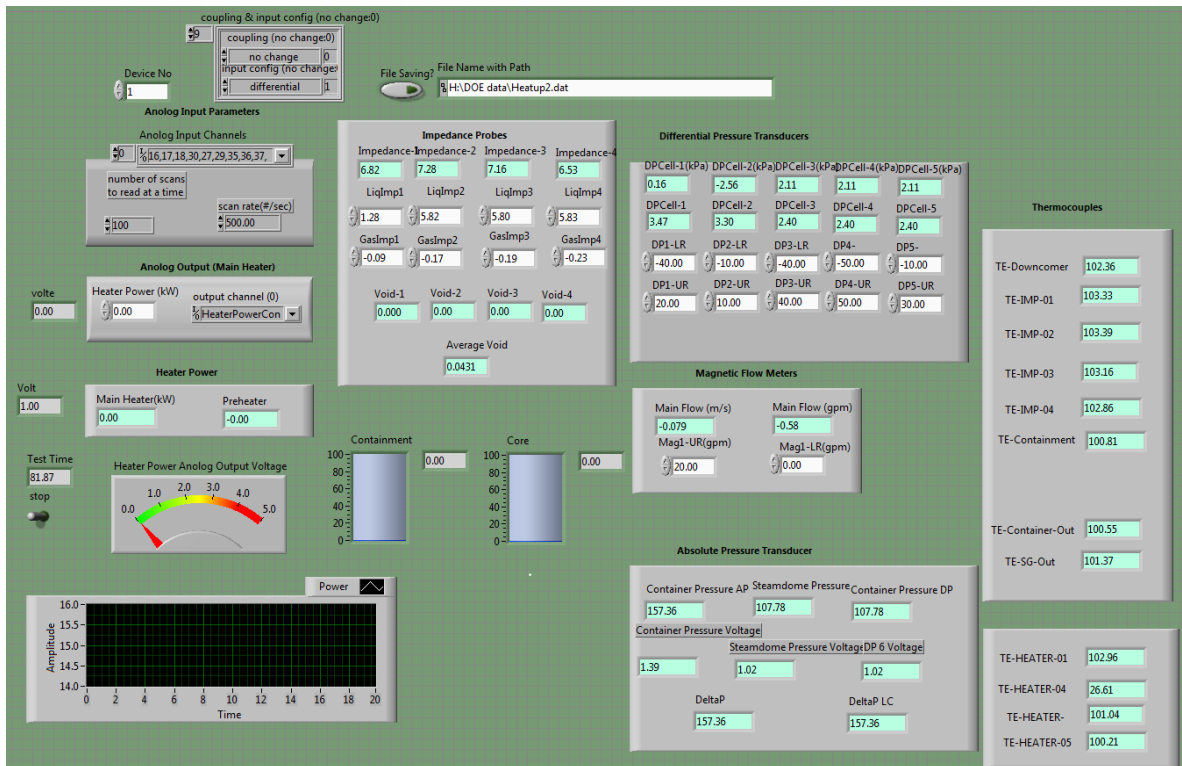 coupling & input config (no change:0)
9
coupling (no change:0)
no change 0
input config (no change:
differential 1
Device No
1
File Saving?
File Name with Path
H:\DOE data\Heatup2.dat
Anolog Input Parameters
Anolog Input Channels
0
16,17,18,30,27,29,35,36,37,
number of scans
to read at a time
100
scan rate(#/sec)
500.00
Anolog Output (Main Heater)
volte
0.00
Heater Power (kW)
0.00
output channel (0)
HeaterPowerCon
Heater Power
Volt
1.00
Main Heater(kW)
0.00
Preheater
-0.00
Test Time
81.87
stop
Heater Power Analog Output Voltage
0.0 1.0 2.0 3.0 4.0 5.0
Impedance Probes
Impedance-1 Impedance-2 Impedance-3 Impedance-4
6.82 7.28 7.16 6.53
LiqImp1 LiqImp2 LiqImp3 LiqImp4
1.28 5.82 5.80 5.83
GasImp1 GasImp2 GasImp3 GasImp4
-0.09 -0.17 -0.19 -0.23
Void-1 Void-2 Void-3 Void-4
0.000 0.00 0.00 0.00
Average Void
0.0431
Containment
0.00
100
80
60
40
20
0
Core
0.00
100
80
60
40
20
0
Differential Pressure Transducers
DPCell-1(kPa) DPCell-2(kPa) DPCell-3(kPa) DPCell-4(kPa) DPCell-5(kPa)
0.16 -2.56 2.11 2.11 2.11
DPCell-1 DPCell-2 DPCell-3 DPCell-4 DPCell-5
3.47 3.30 2.40 2.40 2.40
DP1-LR DP2-LR DP3-LR DP4- DP5-
-40.00 -10.00 -40.00 -50.00 -10.00
DP1-UR DP2-UR DP3-UR DP4-UR DP5-UR
20.00 10.00 40.00 50.00 30.00
Magnetic Flow Meters
Main Flow (m/s) Main Flow (gpm)
-0.079 -0.58
Mag1-UR(gpm) Mag1-LR(gpm)
20.00 0.00
Absolute Pressure Transducer
Container Pressure AP Steamdome Pressure Container Pressure DP
157.36 107.78 107.78
Container Pressure Voltage
Steamdome Pressure Voltage DP 6 Voltage
1.39 1.02 1.02
DeltaP DeltaP LC
157.36 157.36
Thermocouples
TE-Downcomer 102.36
TE-IMP-01 103.33
TE-IMP-02 103.39
TE-IMP-03 103.16
TE-IMP-04 102.86
TE-Containment 100.81
TE-Container-Out 100.55
TE-SG-Out 101.37
TE-HEATER-01 102.96
TE-HEATER-04 26.61
TE-HEATER- 101.04
TE-HEATER-05 100.21
Power
Amplitude
16.0
15.5
15.0
14.5
14.0
0 2 4 6 8 10 12 14 16 18 20
Time